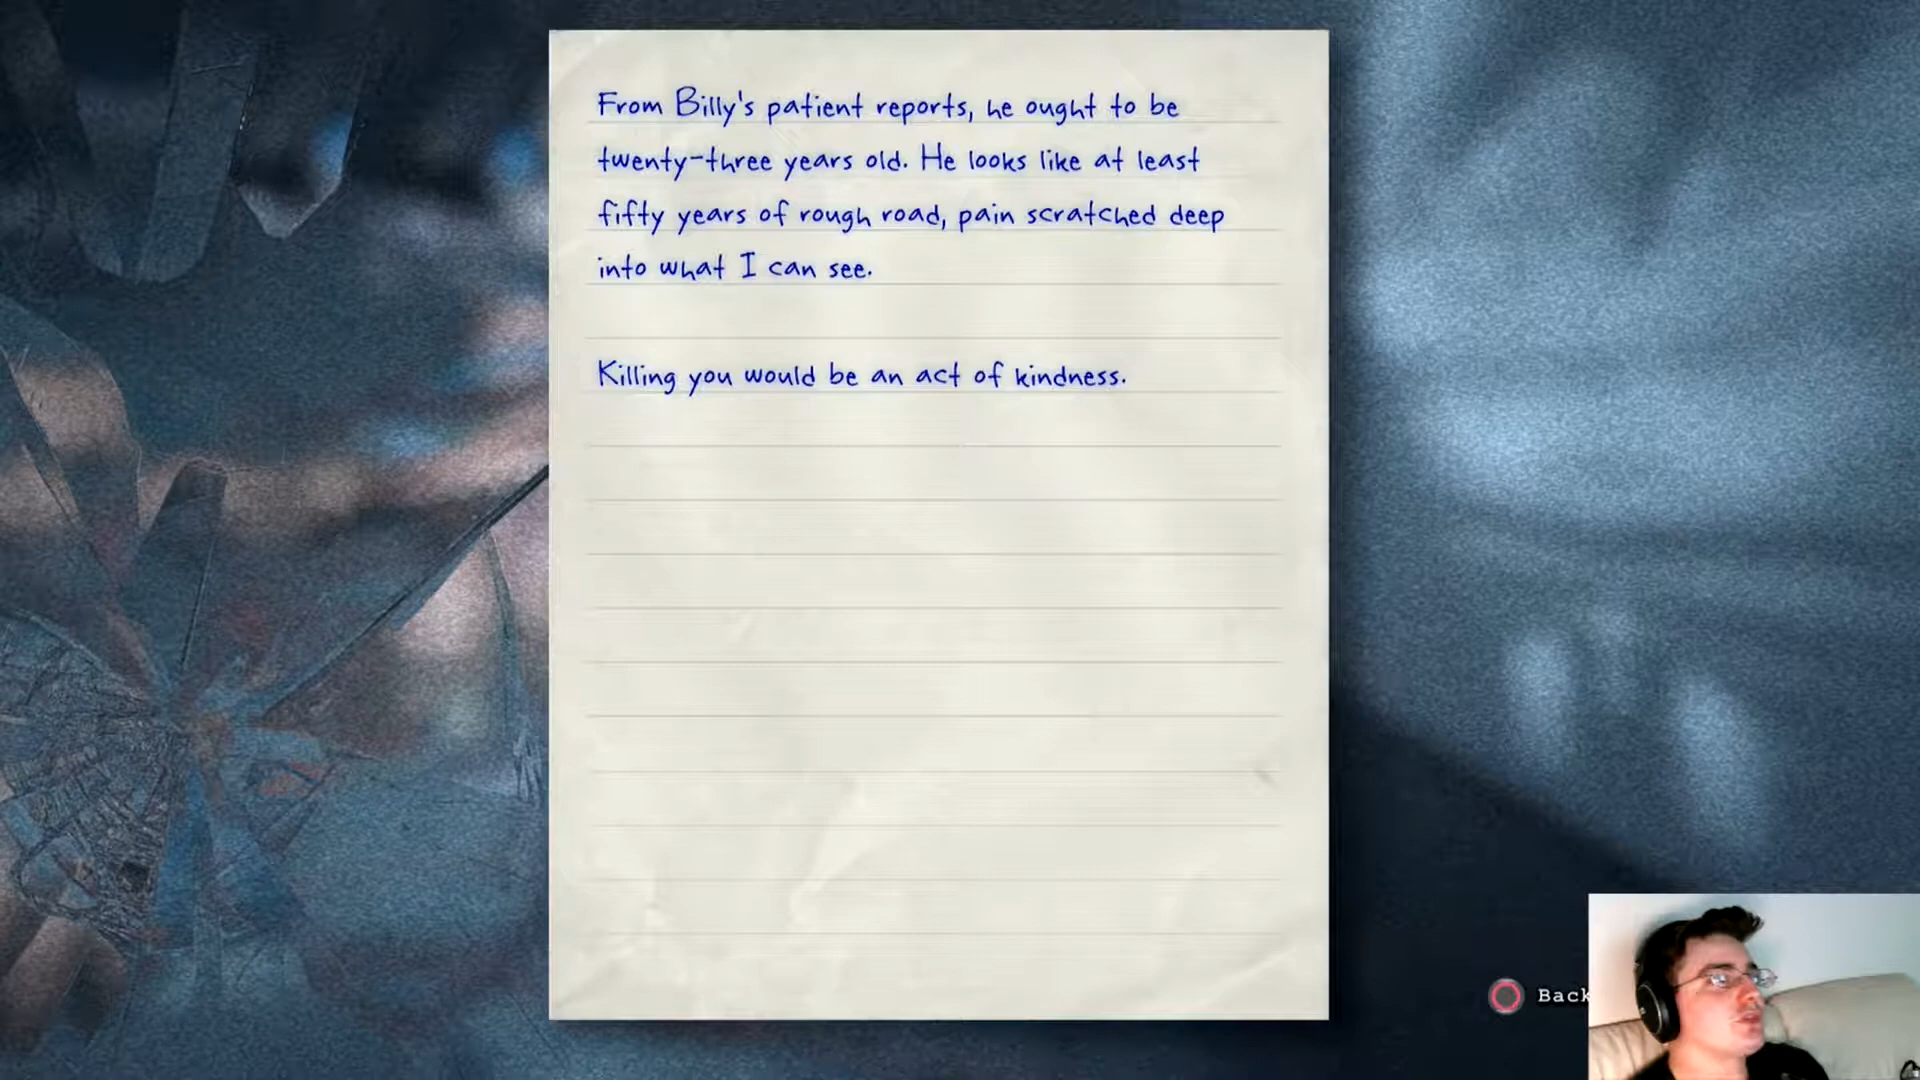 From Billy's patient reports, he ought to be
twenty-three years old. He looks like at least
fifty years of rough road, pain scratched deep
into what I can see.
Killing you would be an act of kindness.
Back